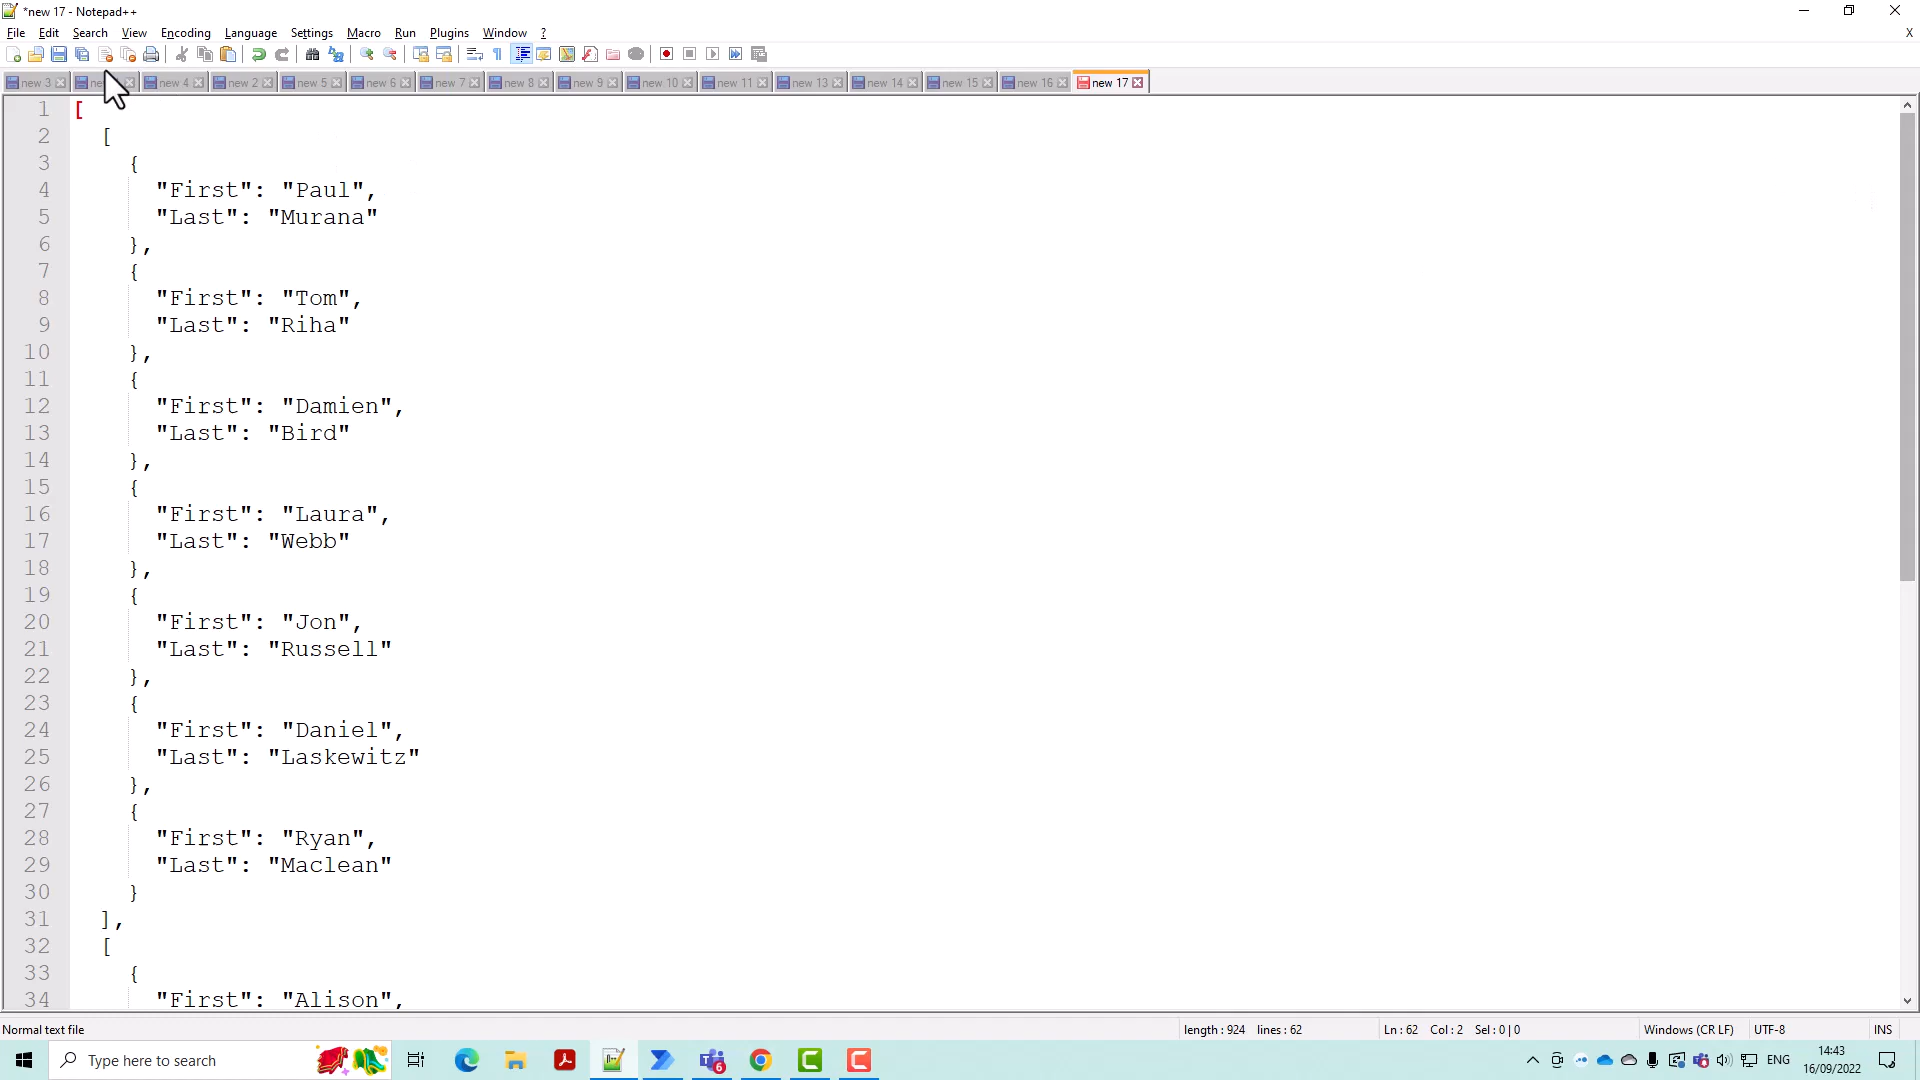 *new 17 - Notepad++
File Edit Search View Encoding Language Settings Macro Run Plugins Window ? X
new 3 new 4 new 2 new 5 new 6 new 7 new 8 new 9 new 10 new 11 new 13 new 14 new 15 new 16 new 17
1 [
2 [
3 {
4 "First": "Paul",
5 "Last": "Murana"
6 },
7 {
8 "First": "Tom",
9 "Last": "Riha"
10 },
11 {
12 "First": "Damien",
13 "Last": "Bird"
14 },
15 {
16 "First": "Laura",
17 "Last": "Webb"
18 },
19 {
20 "First": "Jon",
21 "Last": "Russell"
22 },
23 {
24 "First": "Daniel",
25 "Last": "Laskewitz"
26 },
27 {
28 "First": "Ryan",
29 "Last": "Maclean"
30 }
31 ],
32 [
33 {
34 "First": "Alison",
Normal text file length : 924 lines : 62 Ln : 62 Col : 2 Sel : 0 | 0 Windows (CR LF) UTF-8 INS
Type here to search 6 ENG 14:43
16/09/2022